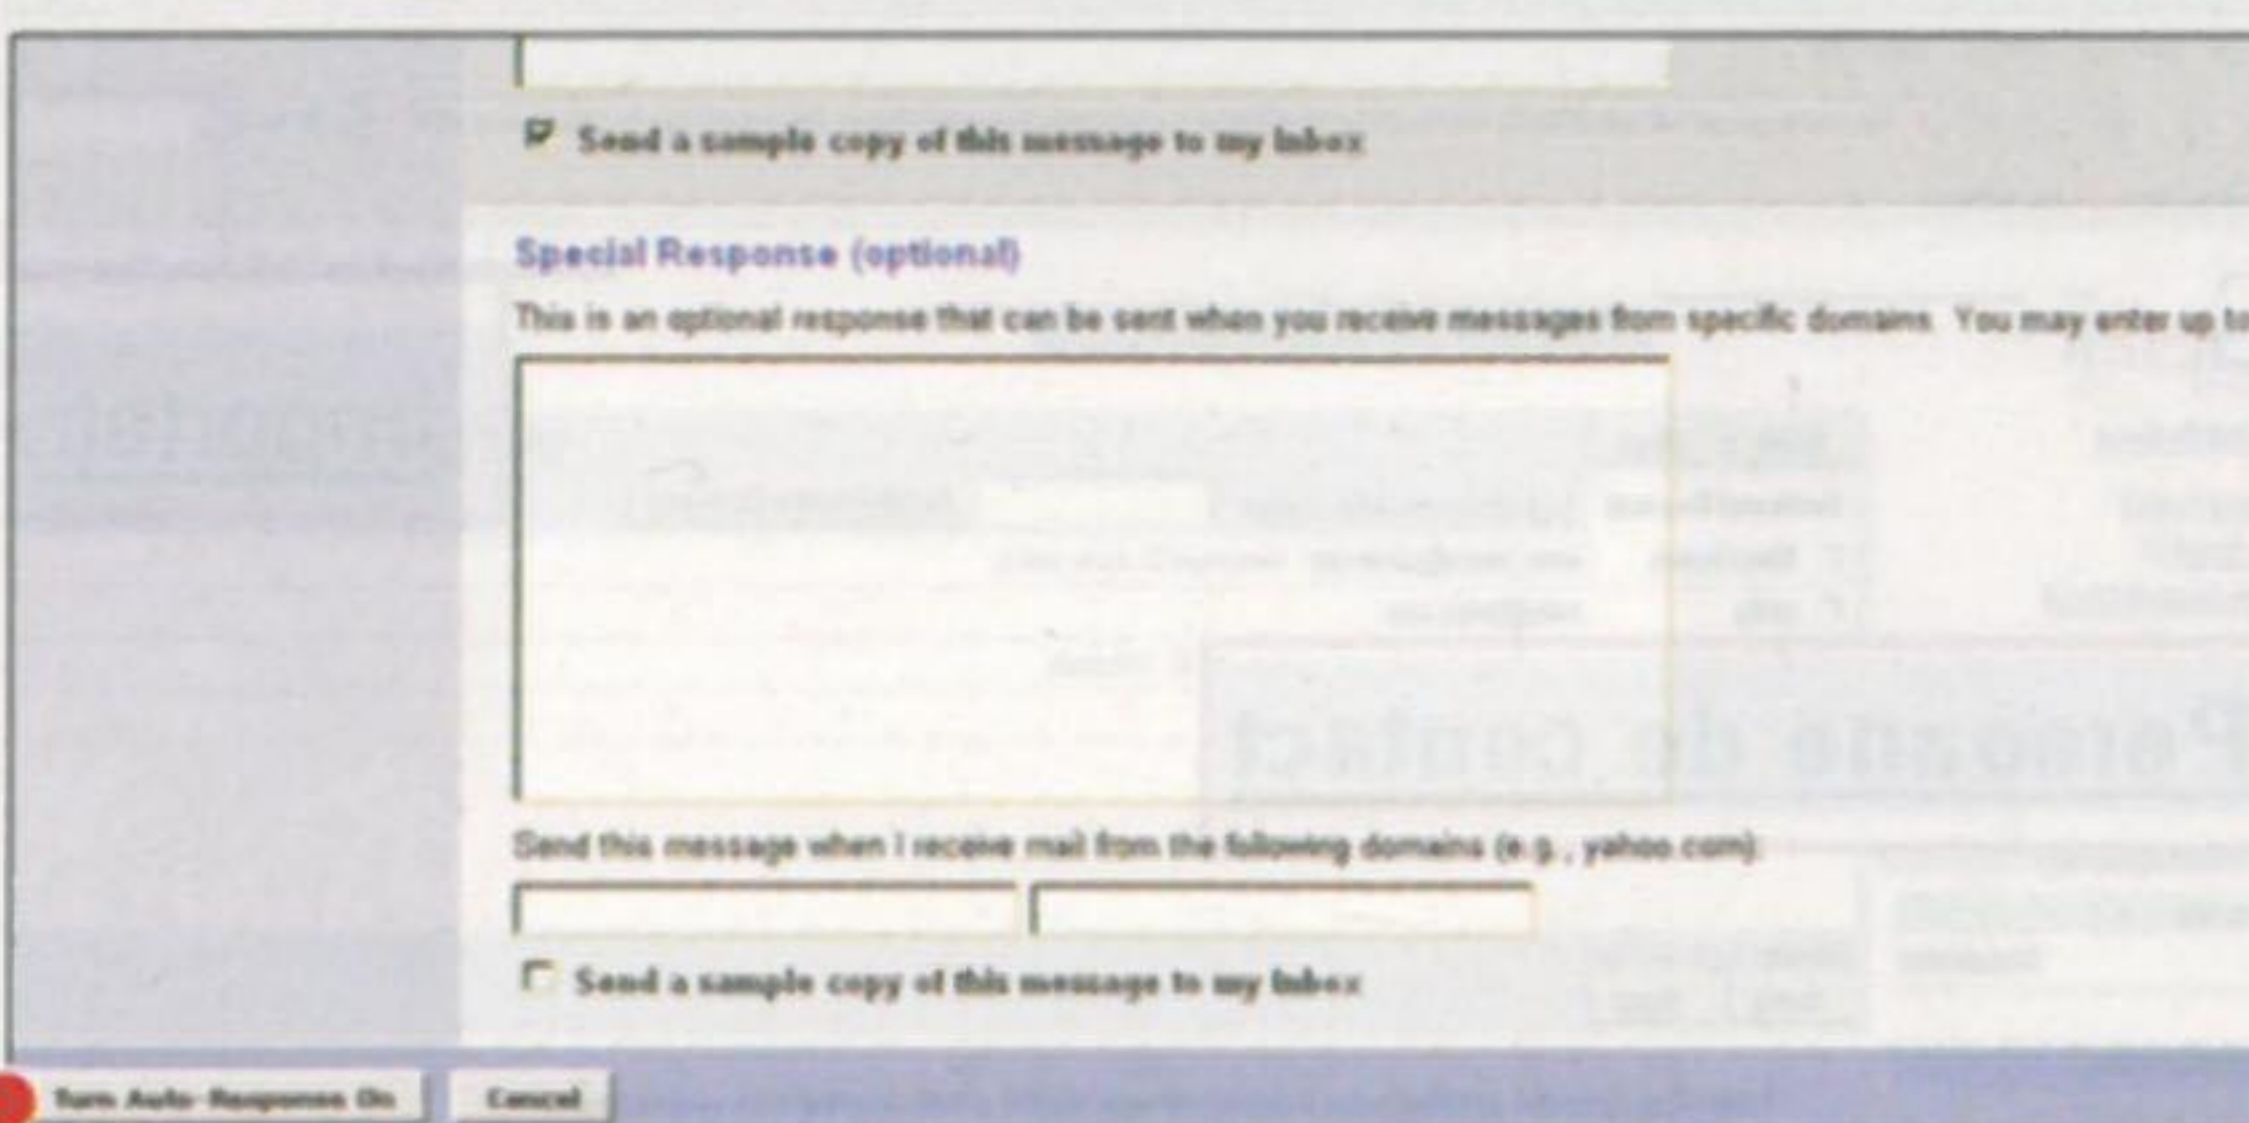 Send a sample copy of this message to my Inbox
Special Response (optional)
This is an optional response that can be sent when you receive messages from specific domains. You may enter up to
Send this message when I receive mail from the following domains (e.g., yahoo.com):
Send a sample copy of this message to my Inbox
Turn Auto-Response On
Cancel